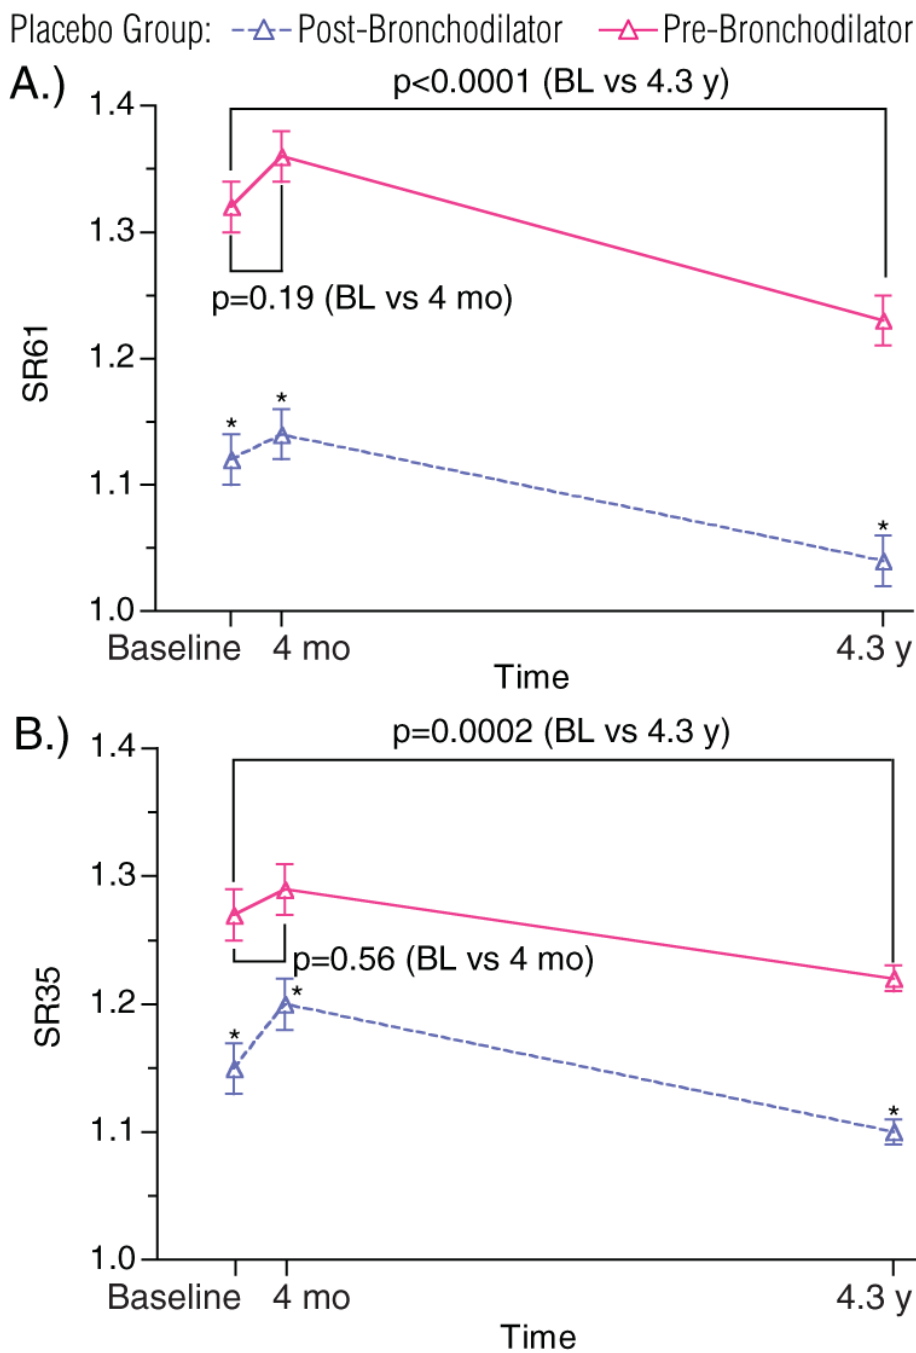 Placebo Group: Post-Bronchodilator Pre-Bronchodilator
A.)
p<0.0001 (BL vs 4.3 y)
1.4
1.3
p=0.19 (BL vs 4 mo)
SR61
1.2
*
*
1.1
*
1.0
Baseline 4 mo 4.3 y
Time
B.)
p=0.0002 (BL vs 4.3 y)
1.4
1.3
p=0.56 (BL vs 4 mo)
SR35
1.2
*
*
1.1
*
1.0
Baseline 4 mo 4.3 y
Time